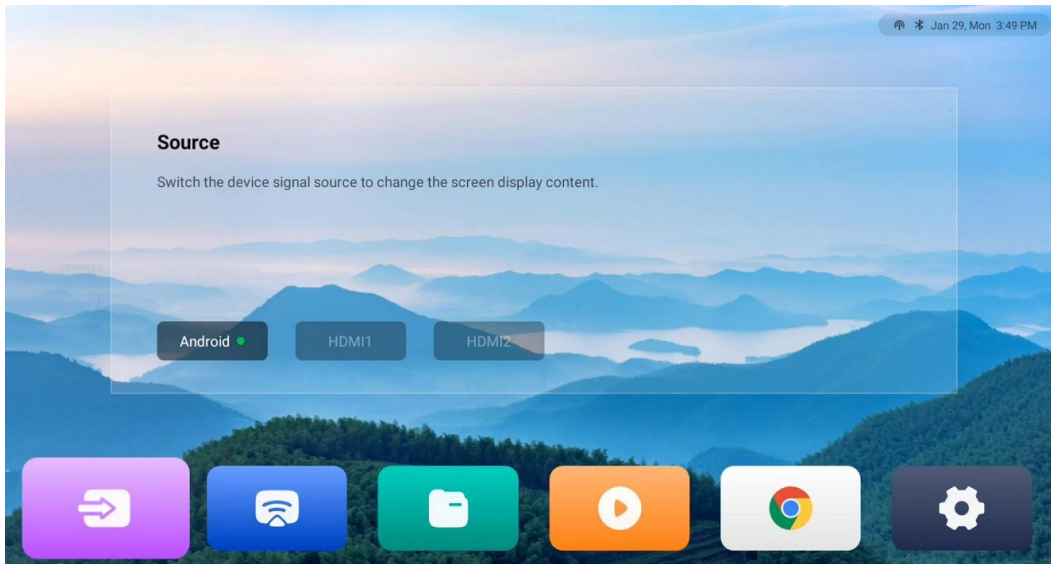 Jan 29, Mon 3:49 PM
Source
Switch the device signal source to change the screen display content.
Android
HDMI1
HDMI2